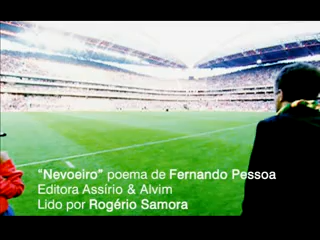 "Nevoeiro" poema de Fernando Pessoa
Editora Assírio & Alvim
Lido por Rogério Samora